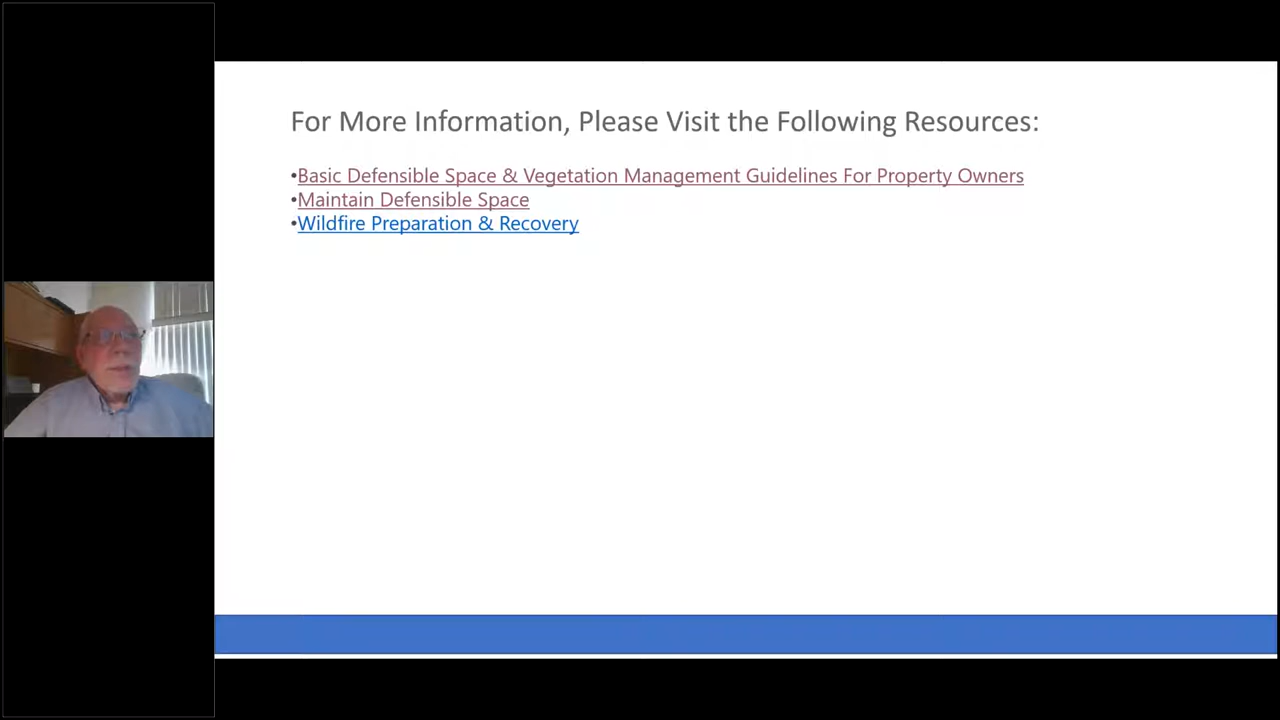 For More Information, Please Visit the Following Resources:
•Basic Defensible Space & Vegetation Management Guidelines For Property Owners
•Maintain Defensible Space
•Wildfire Preparation & Recovery